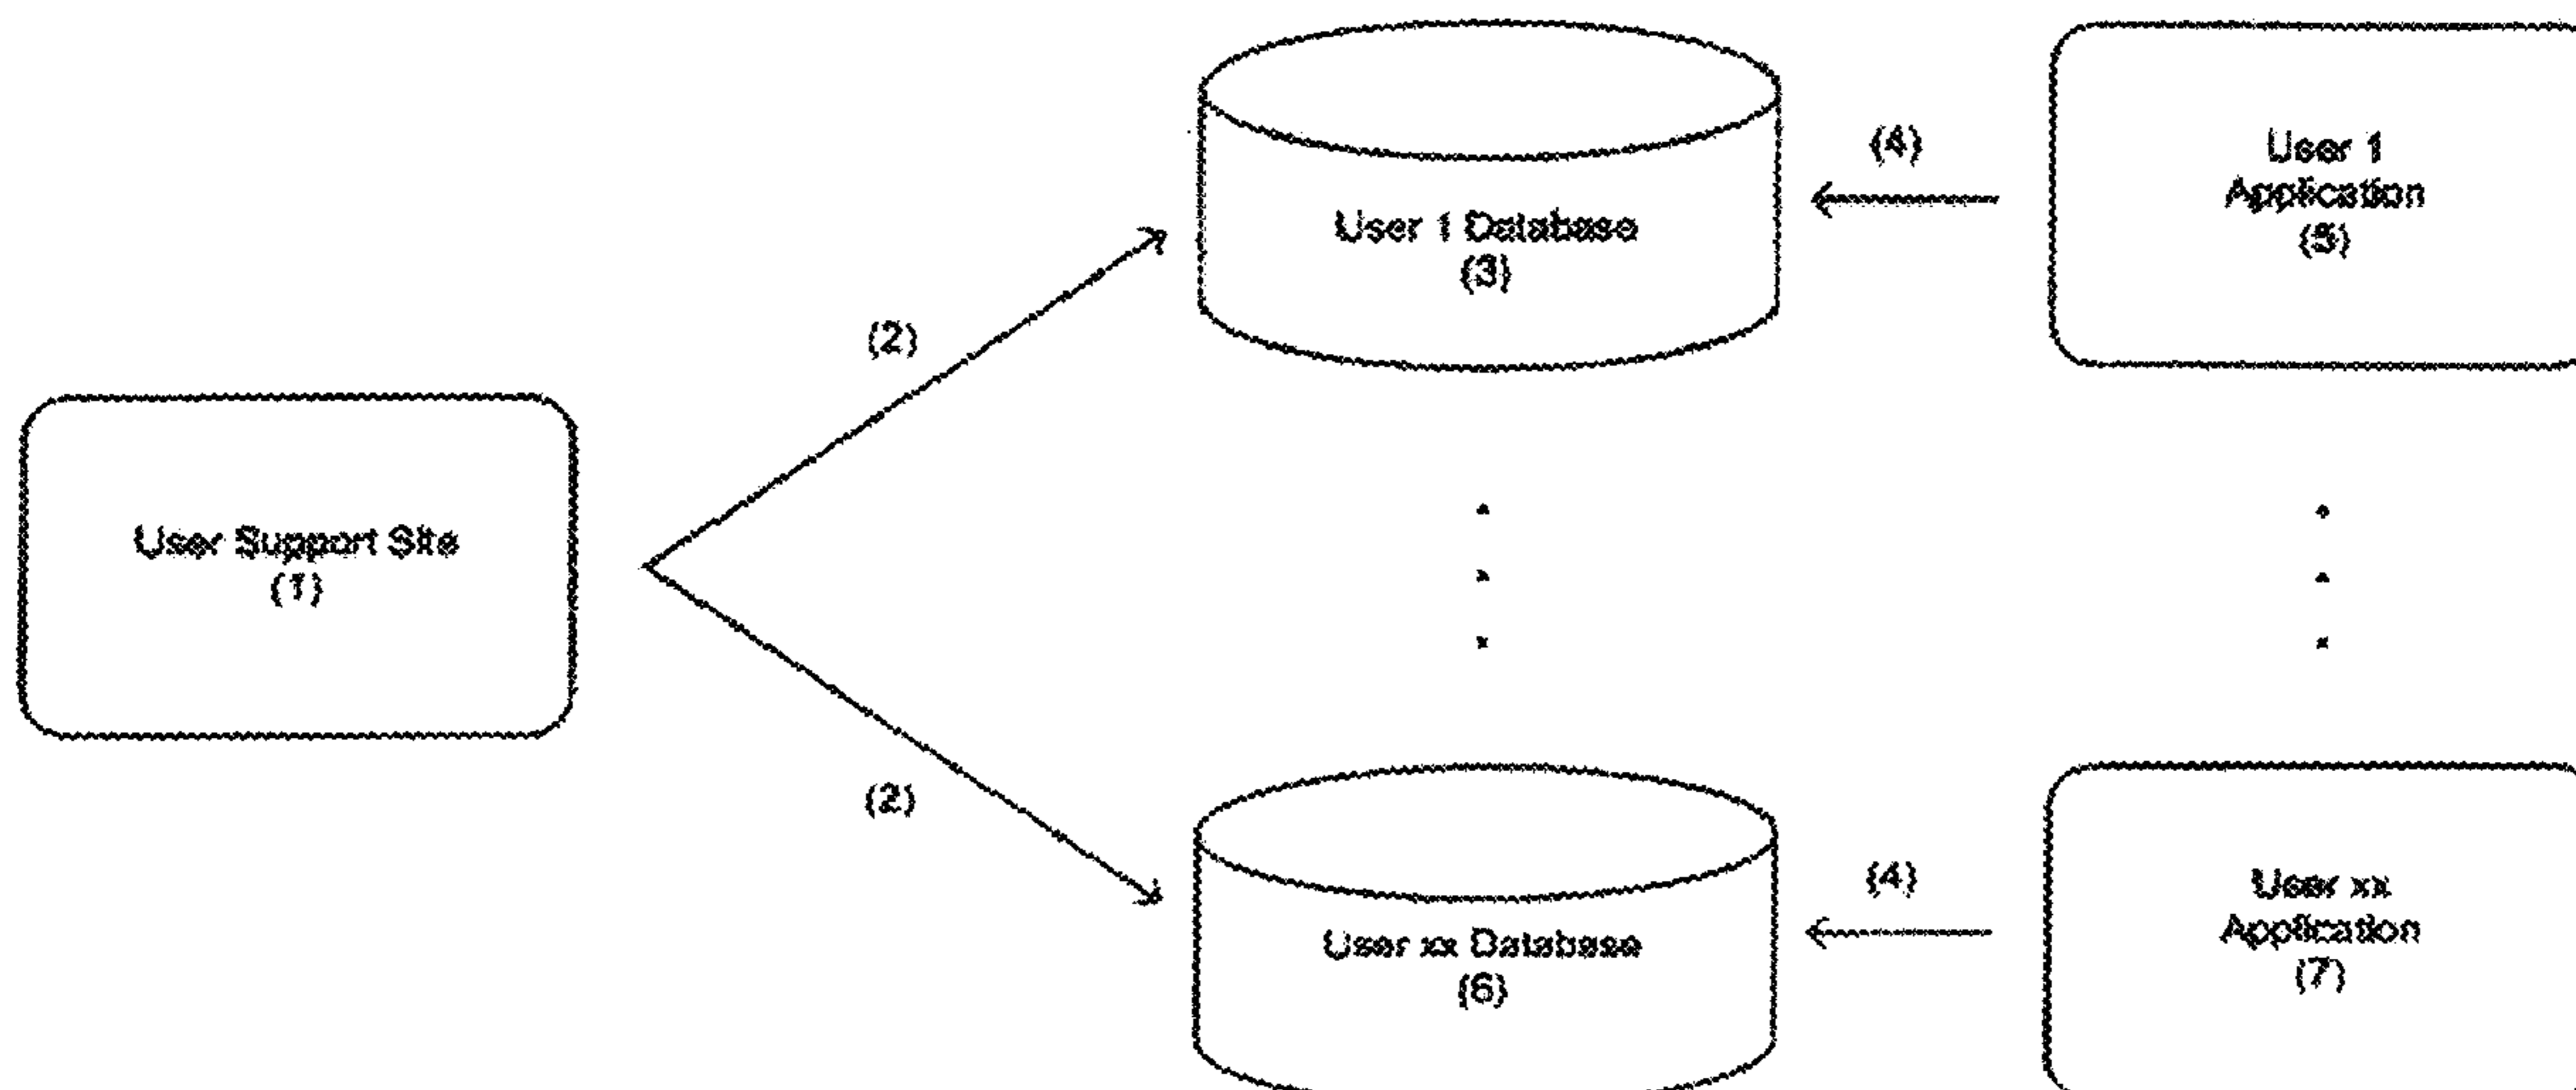 User 1 Database
(3)
(4)
User 1
Application
(5)
(2)
User Support Site
(1)
(2)
User xx Database
(6)
(4)
User xx
Application
(7)